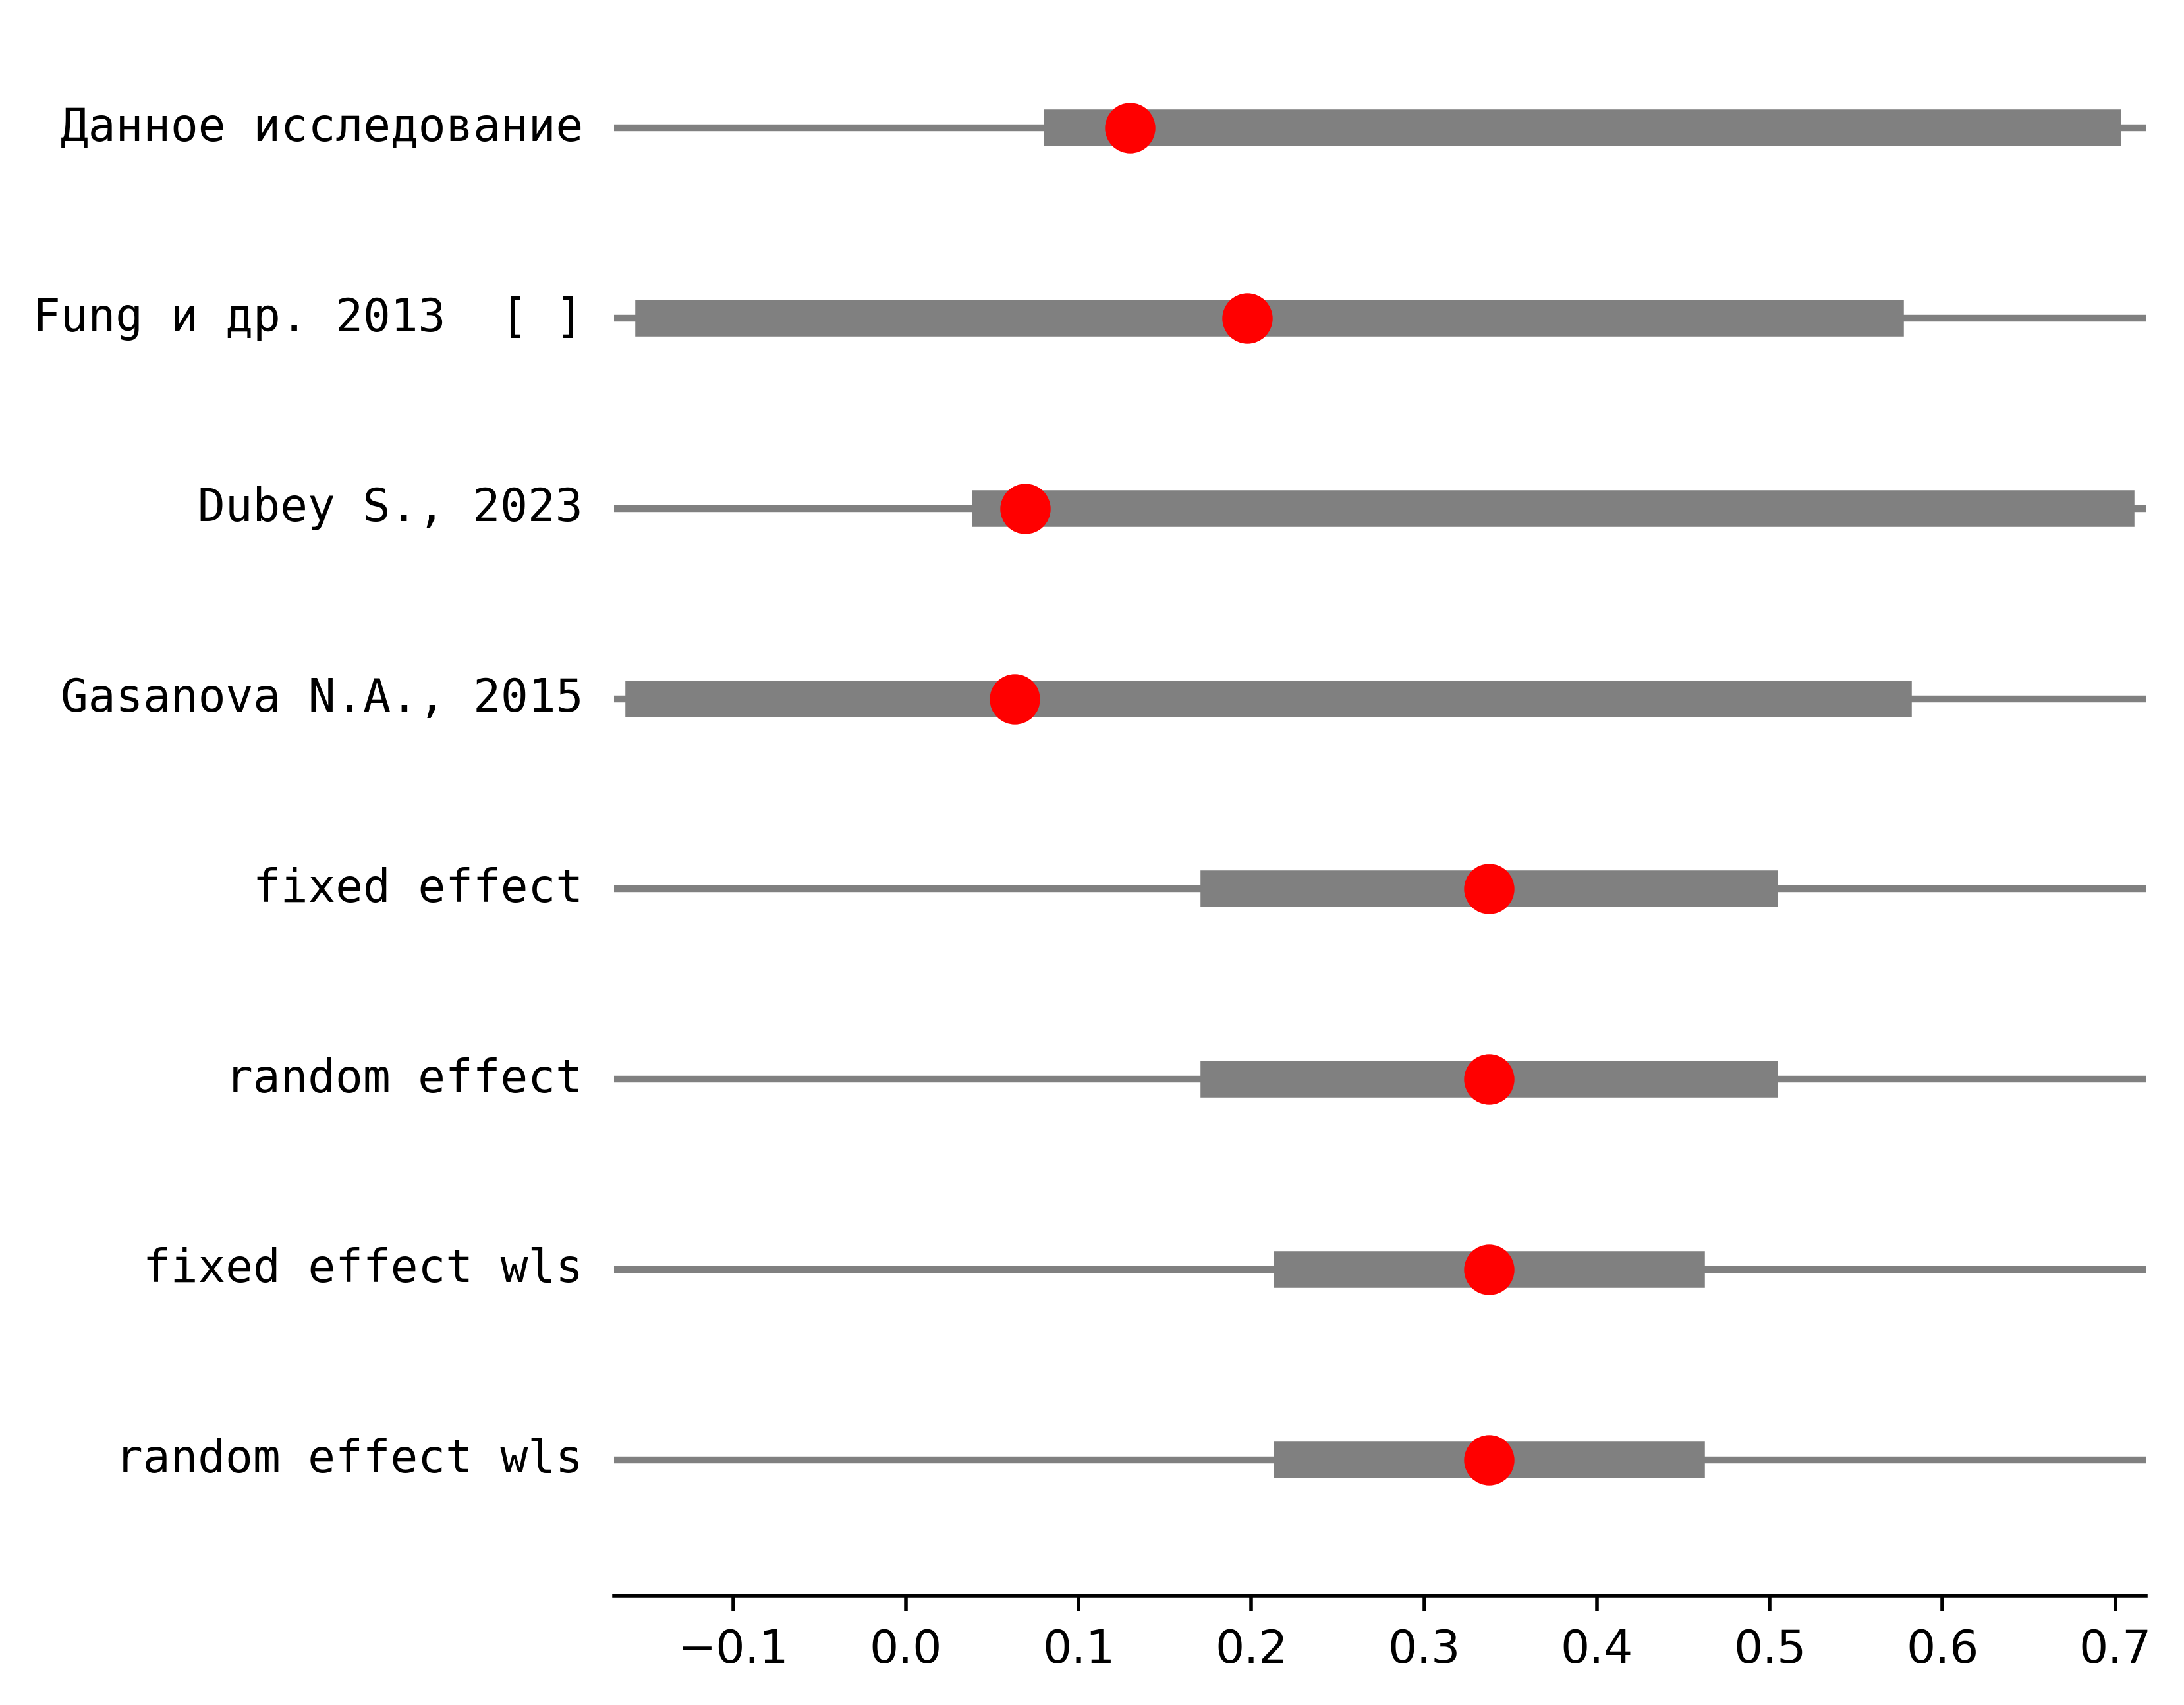 Данное исследование
Fung и др. 2013  [ ]
Dubey S., 2023
Gasanova N.A., 2015
fixed effect
random effect
fixed effect wls
random effect wls
−0.1 0.0 0.1 0.2 0.3 0.4 0.5 0.6 0.7